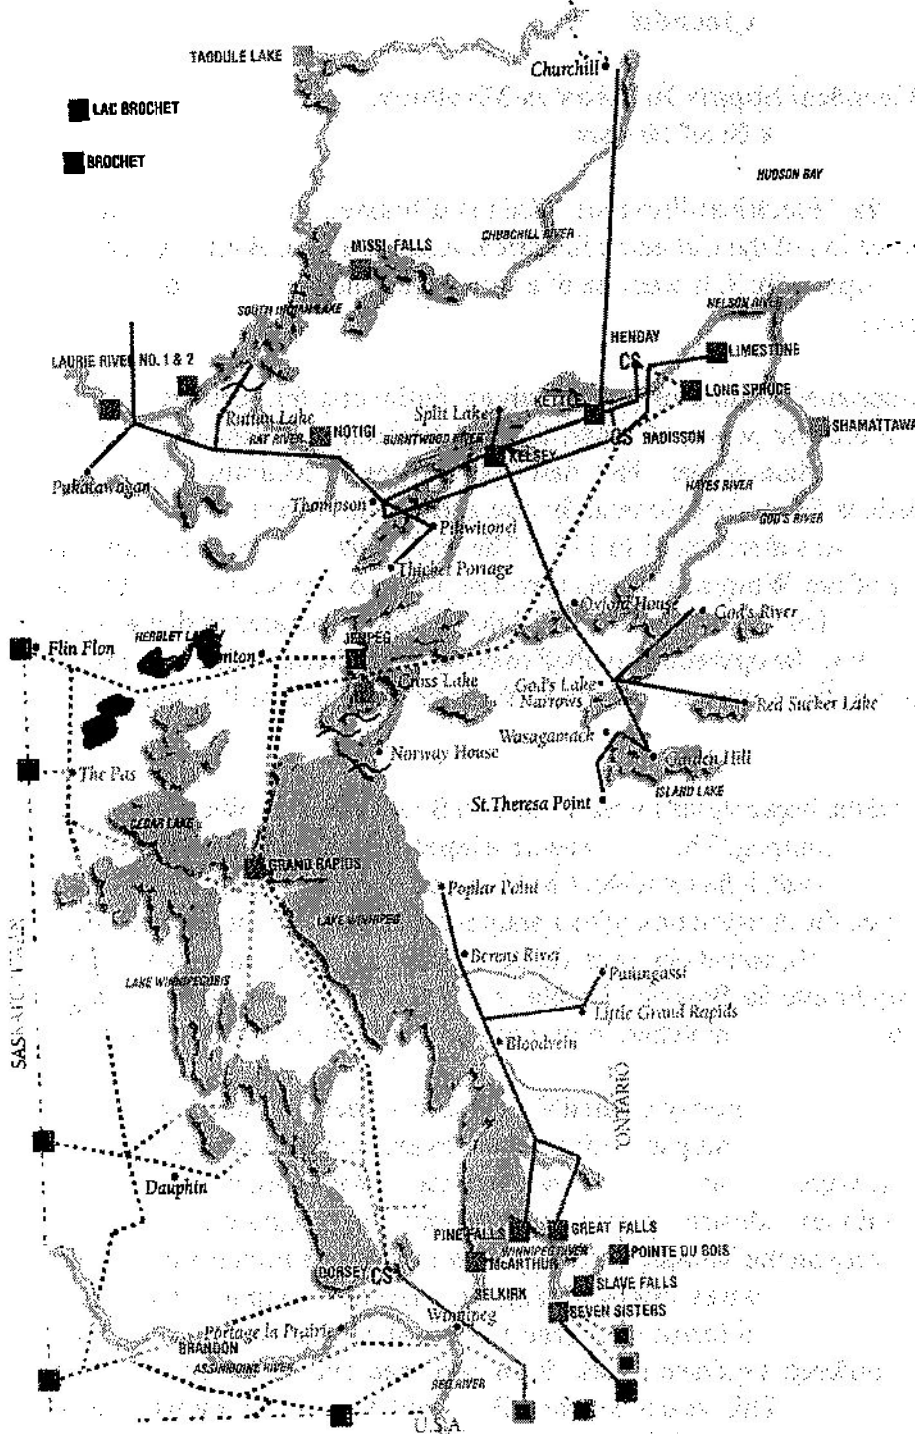 TADOULE LAKE
Churchill
LAC BROCHET
BROCHET
HUDSON BAY
CHURCHILL RIVER
MISSI FALLS
NELSON RIVER
SOUTH INDIAN LAKE
HENDAY
CS
LIMESTONE
LAURIE RIVER NO. 1 & 2
LONG SPRUCE
KETTLE
Ruttan Lake
Split Lake
RAT RIVER
NOTIGI
BURNTWOOD RIVER
CS
RADISSON
SHAMATTAWA
KELSEY
Pukatawagan
HAYES RIVER
Thompson
GOD'S RIVER
Pikwitonei
Thicket Portage
Oxford House
God's River
HERBLET LAKE
JENPEG
Flin Flon
Cross Lake
God's Lake
Narrows
Red Sucker Lake
Wasagamack
Norway House
Garden Hill
The Pas
ISLAND LAKE
St. Theresa Point
CEDAR LAKE
GRAND RAPIDS
Poplar Point
LAKE WINNIPEG
Berens River
Pauingassi
LAKE WINNIPEGOSIS
Little Grand Rapids
Bloodvein
ONTARIO
Dauphin
PINE FALLS
GREAT FALLS
WINNIPEG RIVER
POINTE DU BOIS
McARTHUR
DORSEY CS
SLAVE FALLS
SELKIRK
SEVEN SISTERS
Winnipeg
Portage la Prairie
BRANDON
ASSINIBOINE RIVER
RED RIVER
U.S.A.